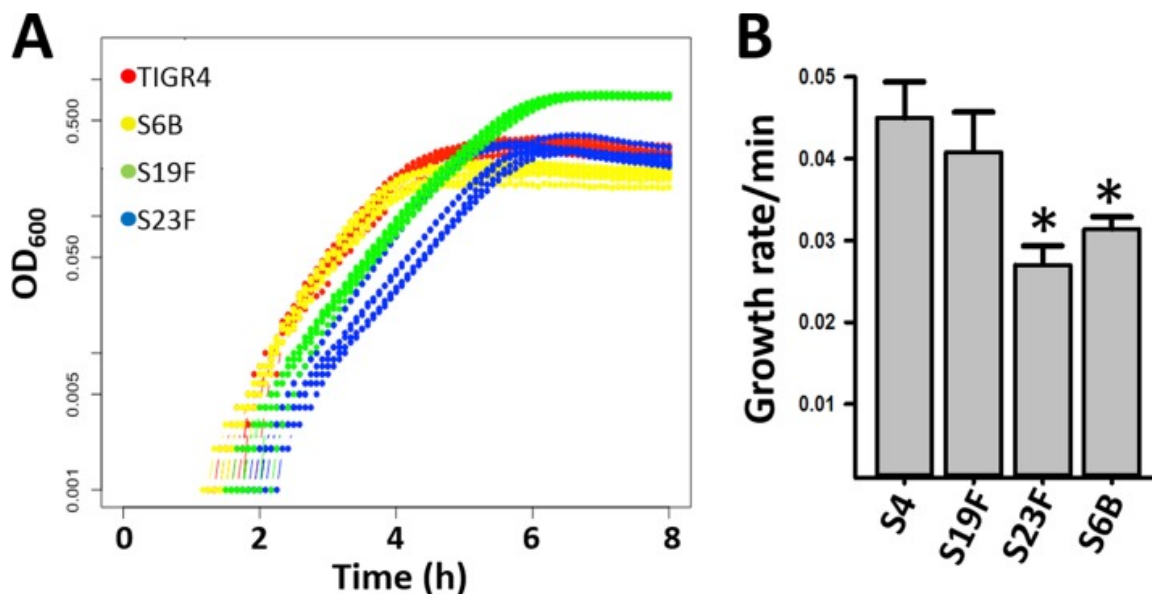 A
TIGR4
S6B
S19F
S23F
OD600
0.500
0.050
0.005
0.001
0 2 4 6 8
Time (h)
B
Growth rate/min
0.05
0.04
0.03
0.02
0.01
* *
S4 S19F S23F S6B